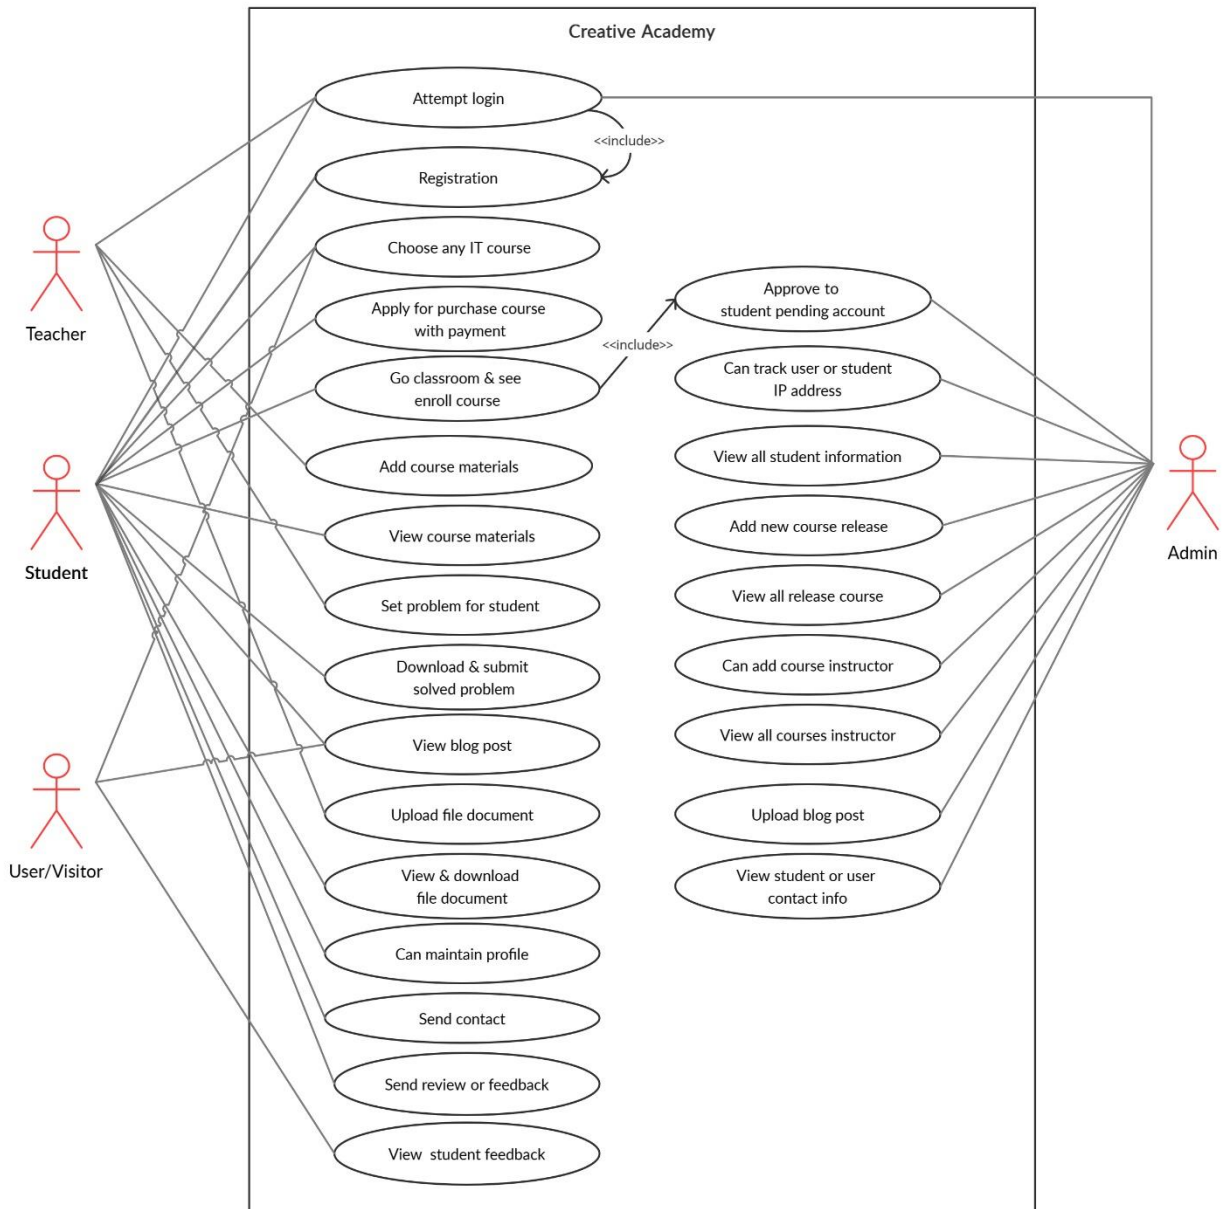 Creative Academy
Attempt login
<<include>>
Registration
Choose any IT course
Apply for purchase course
with payment
Go classroom & see
enroll course
Add course materials
View course materials
Set problem for student
Download & submit
solved problem
View blog post
Upload file document
View & download
file document
Can maintain profile
Send contact
Send review or feedback
View student feedback
<<include>>
Approve to
student pending account
Can track user or student
IP address
View all student information
Add new course release
View all release course
Can add course instructor
View all courses instructor
Upload blog post
View student or user
contact info
Teacher
Student
User/Visitor
Admin